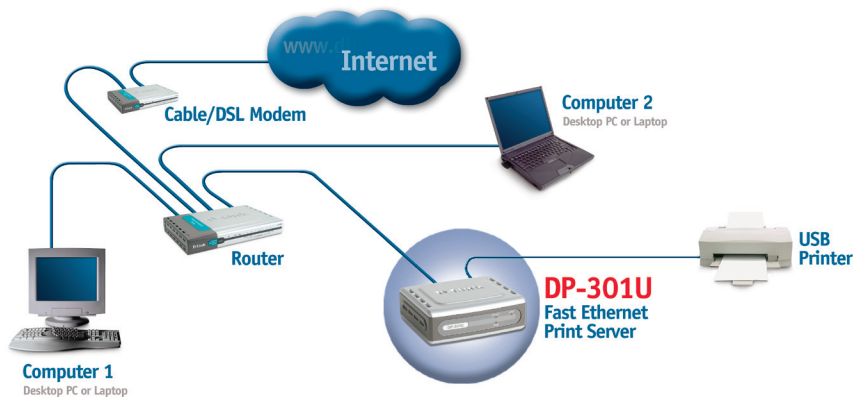 www.d
Internet
Cable/DSL Modem
Computer 2
Desktop PC or Laptop
D-Link
Router
USB
Printer
DP-301U
Fast Ethernet
Print Server
Computer 1
Desktop PC or Laptop